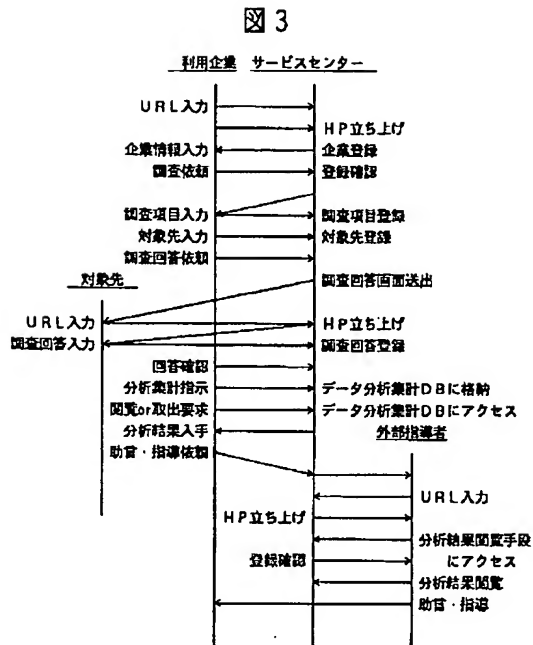 図3
利用企業 サービスセンター
URL入力
HP立ち上げ
企業情報入力 企業登録
調査依頼 登録確認
調査項目入力 調査項目登録
対象先入力 対象先登録
調査回答依頼
対象先 調査回答画面送出
URL入力 HP立ち上げ
調査回答入力 調査回答登録
回答確認
分析集計指示 データ分析集計DBに格納
閲覧or取出要求 データ分析集計DBにアクセス
分析結果入手 外部指導者
助言・指導依頼
URL入力
HP立ち上げ
分析結果閲覧手段
登録確認 にアクセス
分析結果閲覧
助言・指導